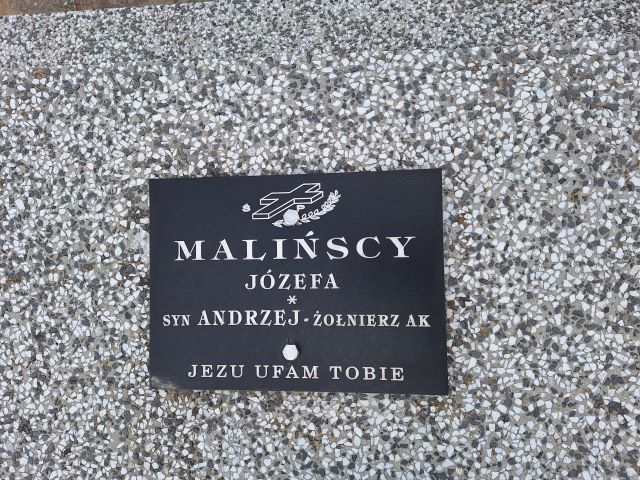 MALIŃSCY
JÓZEFA
*
SYN ANDRZEJ - ŻOŁNIERZ AK
JEZU UFAM TOBIE